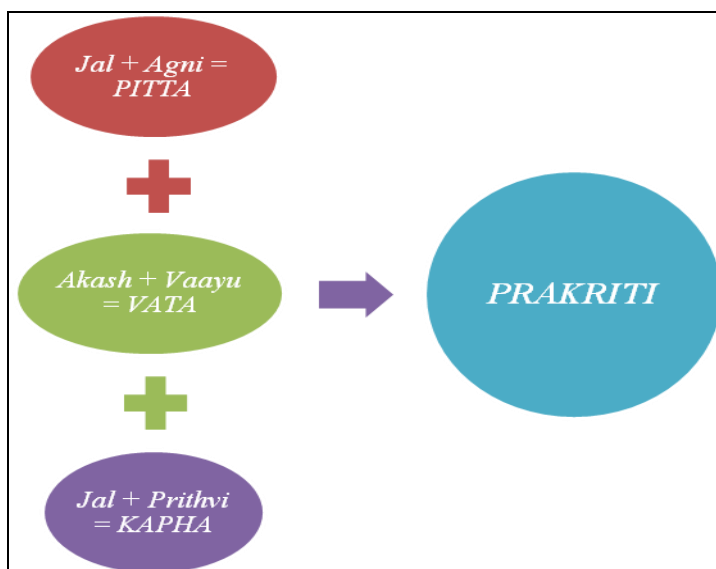 Jal + Agni =
PITTA
Akash + Vaayu
= VATA
Jal + Prithvi
= KAPHA
PRAKRITI